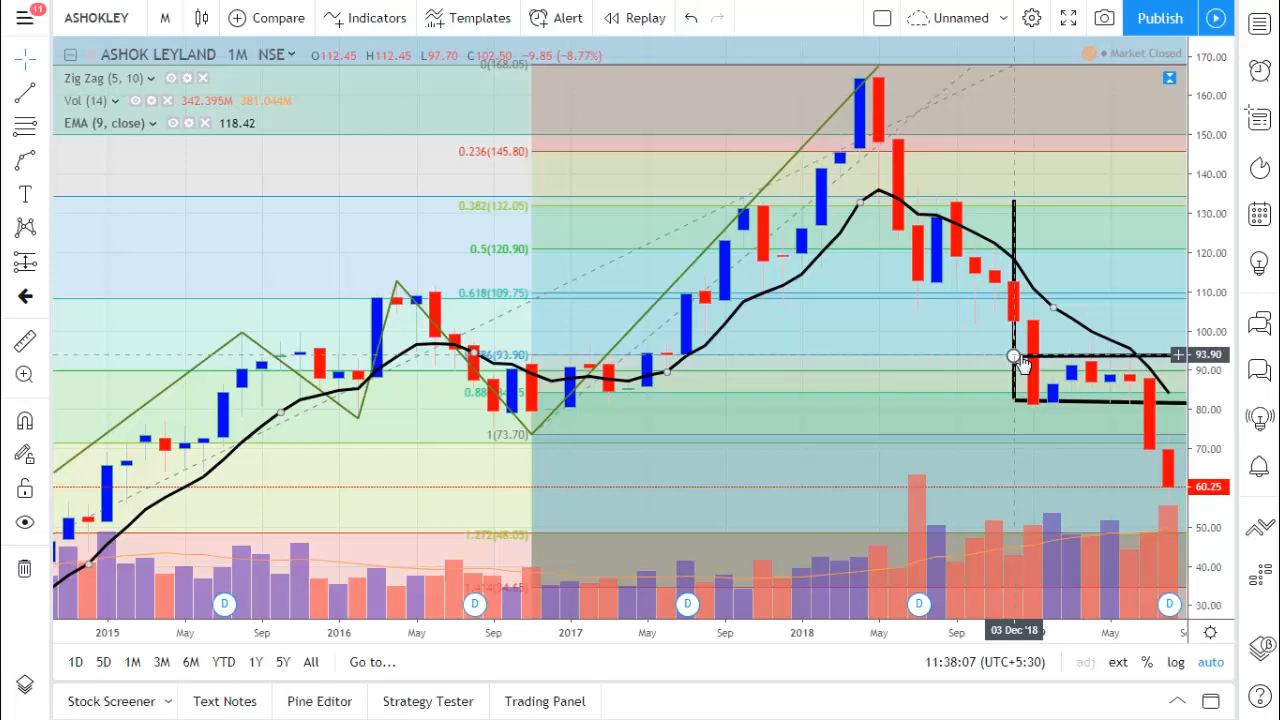 11
ASHOKLEY M Compare Indicators Templates Alert Replay Unnamed Publish
ASHOK LEYLAND 1M NSE O112.45 H112.45 L97.70 C102.50 −9.85 (−8.77%) Market Closed
Zig Zag (5, 10)
Vol (14) 342.395M 381.044M
EMA (9, close) 118.42
0(168.05)
0.236(145.80)
0.382(132.05)
0.5(120.90)
0.618(109.75)
1(73.70)
1.272(48.05)
170.00
160.00
150.00
140.00
130.00
120.00
110.00
100.00
93.90
90.00
80.00
70.00
60.25
50.00
40.00
30.00
D D D D D
2015 May Sep 2016 May Sep 2017 May Sep 2018 May Sep 03 Dec '18 May
1D 5D 1M 3M 6M YTD 1Y 5Y All Go to... 11:38:07 (UTC+5:30) adj ext % log auto
Stock Screener Text Notes Pine Editor Strategy Tester Trading Panel